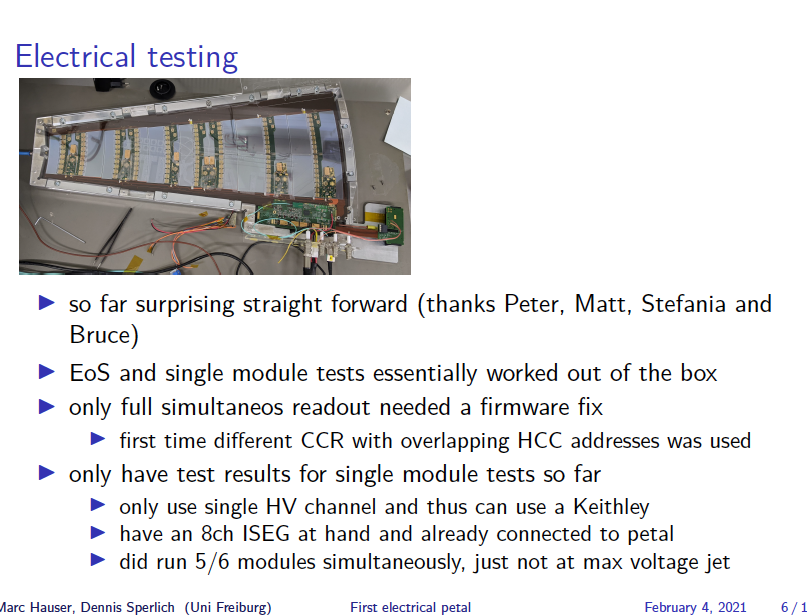 Electrical testing
▶ so far surprising straight forward (thanks Peter, Matt, Stefania and
Bruce)
▶ EoS and single module tests essentially worked out of the box
▶ only full simultaneos readout needed a firmware fix
▶ first time different CCR with overlapping HCC addresses was used
▶ only have test results for single module tests so far
▶ only use single HV channel and thus can use a Keithley
▶ have an 8ch ISEG at hand and already connected to petal
▶ did run 5/6 modules simultaneously, just not at max voltage jet
Marc Hauser, Dennis Sperlich (Uni Freiburg) First electrical petal February 4, 2021 6 / 1